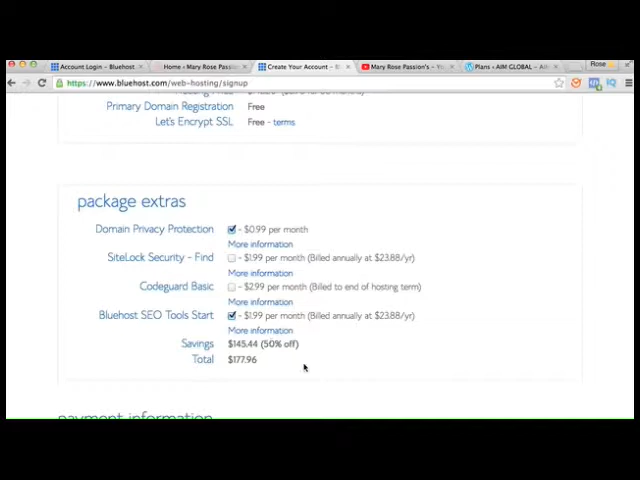 Account Login - Bluehost
Home - Mary Rose Passion
Create Your Account - B
Mary Rose Passion's - Yo
Plans « AIM GLOBAL - AI
Rose
https://www.bluehost.com/web-hosting/signup
Primary Domain Registration Free
Let's Encrypt SSL Free - terms
package extras
Domain Privacy Protection - $0.99 per month
More information
SiteLock Security - Find - $1.99 per month (Billed annually at $23.88/yr)
More information
Codeguard Basic - $2.99 per month (Billed to end of hosting term)
More information
Bluehost SEO Tools Start - $1.99 per month (Billed annually at $23.88/yr)
More information
Savings $145.44 (50% off)
Total $177.96
payment information